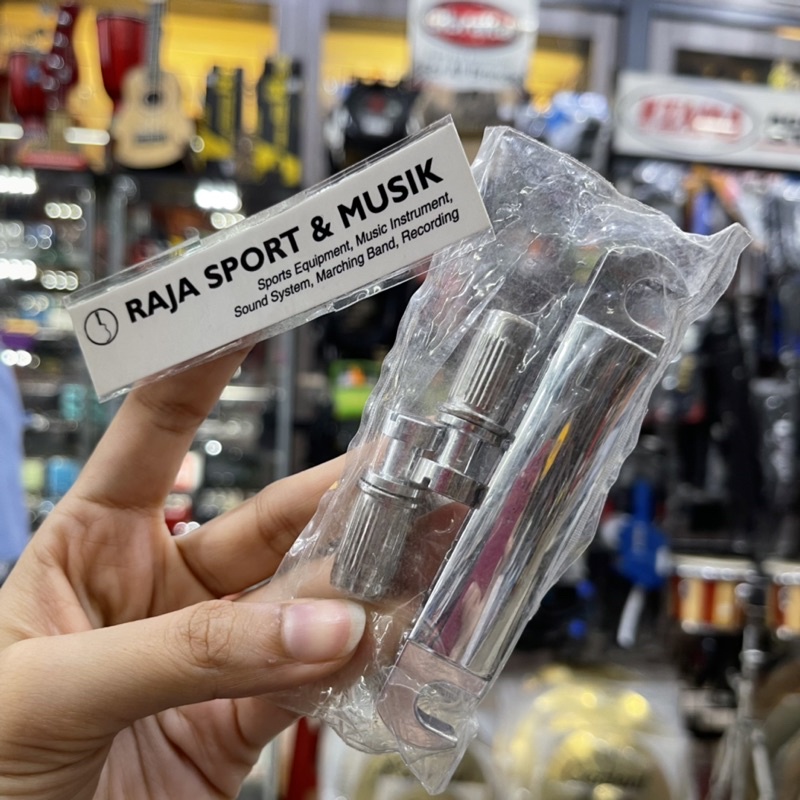 RAJA SPORT & MUSIK
Sports Equipment, Music Instrument,
Sound System, Marching Band, Recording